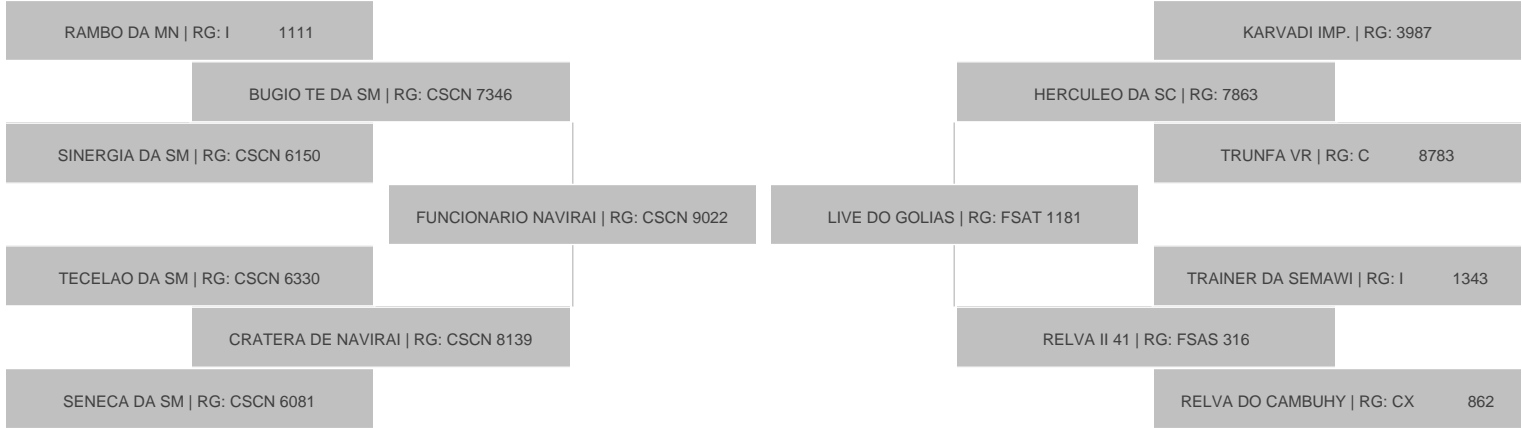 RAMBO DA MN | RG: I 1111
KARVADI IMP. | RG: 3987
BUGIO TE DA SM | RG: CSCN 7346
HERCULEO DA SC | RG: 7863
SINERGIA DA SM | RG: CSCN 6150
TRUNFA VR | RG: C 8783
FUNCIONARIO NAVIRAI | RG: CSCN 9022
LIVE DO GOLIAS | RG: FSAT 1181
TECELAO DA SM | RG: CSCN 6330
TRAINER DA SEMAWI | RG: I 1343
CRATERA DE NAVIRAI | RG: CSCN 8139
RELVA II 41 | RG: FSAS 316
SENECA DA SM | RG: CSCN 6081
RELVA DO CAMBUHY | RG: CX 862